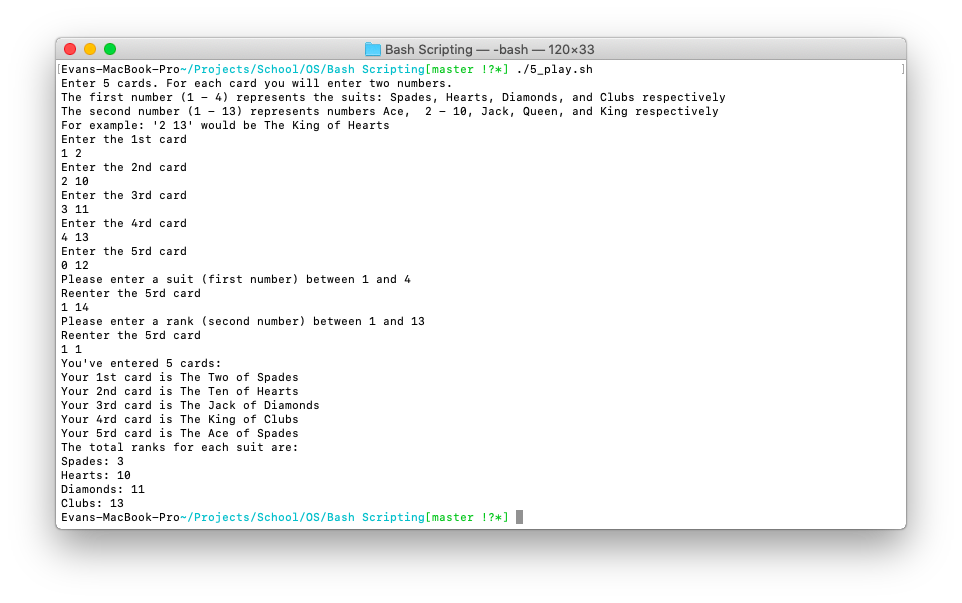 Bash Scripting — -bash — 120×33
[Evans-MacBook-Pro~/Projects/School/OS/Bash Scripting[master !?*] ./5_play.sh ]
Enter 5 cards. For each card you will enter two numbers.
The first number (1 - 4) represents the suits: Spades, Hearts, Diamonds, and Clubs respectively
The second number (1 - 13) represents numbers Ace,  2 - 10, Jack, Queen, and King respectively
For example: '2 13' would be The King of Hearts
Enter the 1st card
1 2
Enter the 2nd card
2 10
Enter the 3rd card
3 11
Enter the 4rd card
4 13
Enter the 5rd card
0 12
Please enter a suit (first number) between 1 and 4
Reenter the 5rd card
1 14
Please enter a rank (second number) between 1 and 13
Reenter the 5rd card
1 1
You've entered 5 cards:
Your 1st card is The Two of Spades
Your 2nd card is The Ten of Hearts
Your 3rd card is The Jack of Diamonds
Your 4rd card is The King of Clubs
Your 5rd card is The Ace of Spades
The total ranks for each suit are:
Spades: 3
Hearts: 10
Diamonds: 11
Clubs: 13
Evans-MacBook-Pro~/Projects/School/OS/Bash Scripting[master !?*]